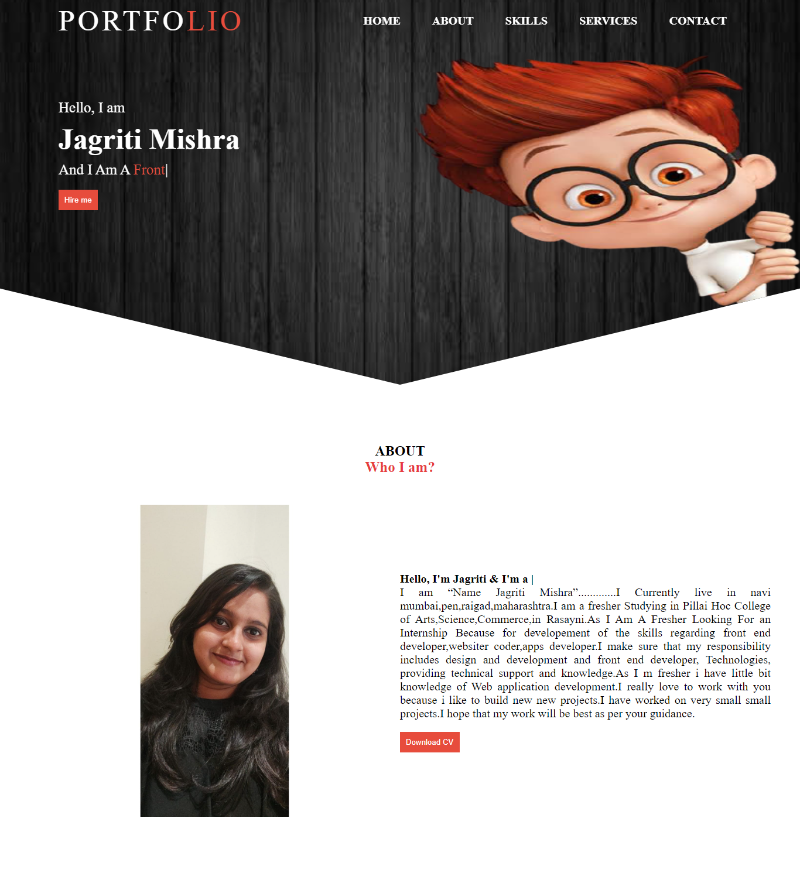 PORTFOLIO
HOME ABOUT SKILLS SERVICES CONTACT
Hello, I am
Jagriti Mishra
And I Am A Front|
Hire me
ABOUT
Who I am?
Hello, I'm Jagriti & I'm a |
I am “Name Jagriti Mishra”............I Currently live in navi
mumbai,pen,raigad,maharashtra.I am a fresher Studying in Pillai Hoc College
of Arts,Science,Commerce,in Rasayni.As I Am A Fresher Looking For an
Internship Because for developement of the skills regarding front end
developer,websiter coder,apps developer.I make sure that my responsibility
includes design and development and front end developer, Technologies,
providing technical support and knowledge.As I m fresher i have little bit
knowledge of Web application development.I really love to work with you
because i like to build new new projects.I have worked on very small small
projects.I hope that my work will be best as per your guidance.
Download CV